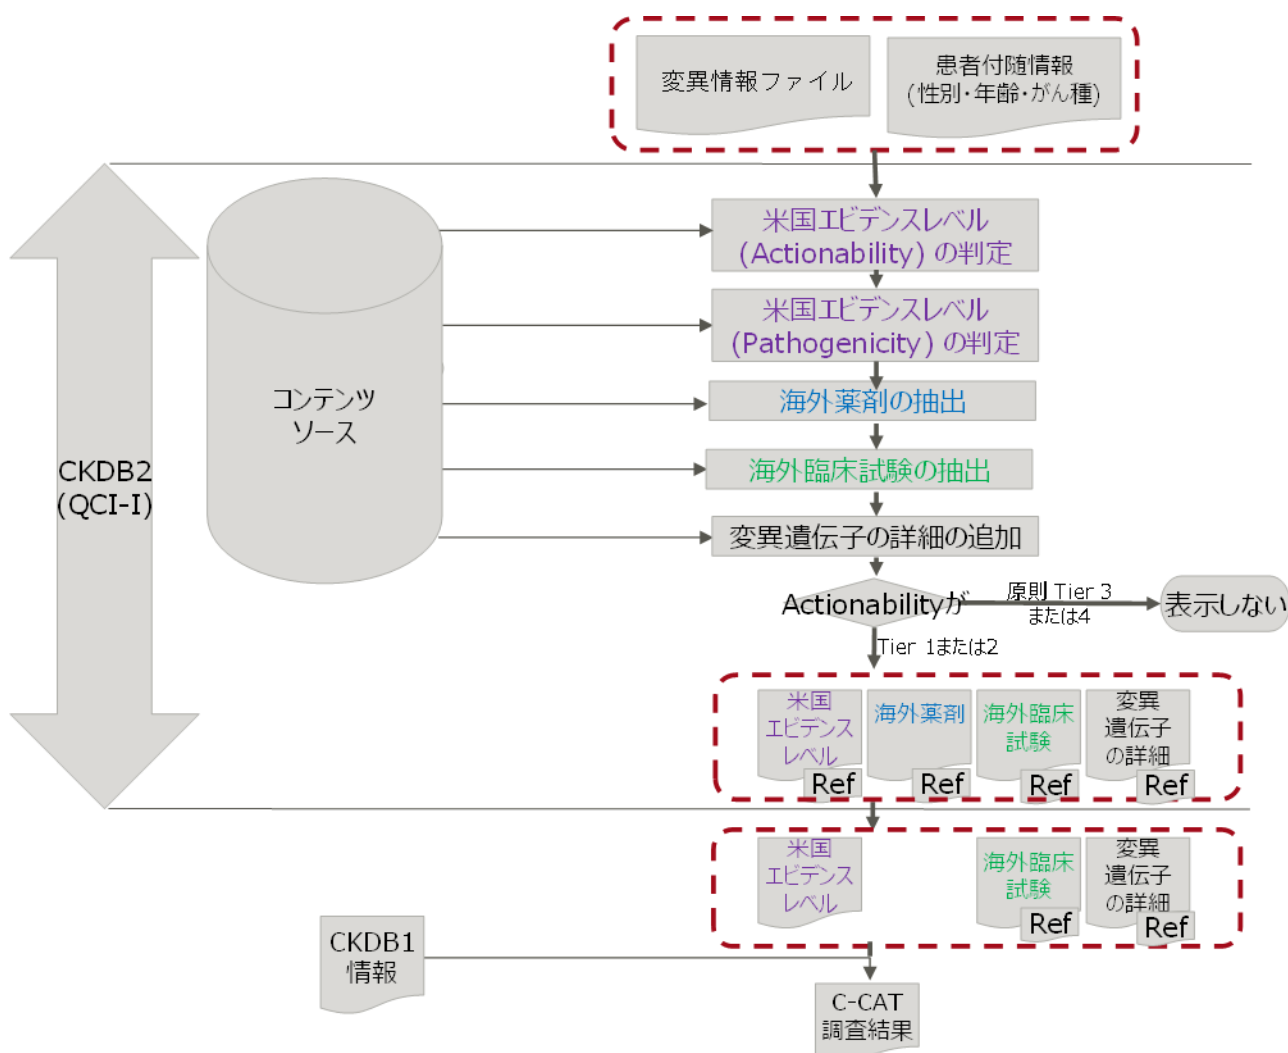 変異情報ファイル
患者付随情報
(性別・年齢・がん種)
米国エビデンスレベル
(Actionability) の判定
米国エビデンスレベル
(Pathogenicity) の判定
コンテンツ
ソース
海外薬剤の抽出
海外臨床試験の抽出
CKDB2
(QCI-I)
変異遺伝子の詳細の追加
Actionabilityが
原則 Tier 3
または4
表示しない
Tier 1または2
米国
エビデンス
レベル
Ref
海外薬剤
Ref
海外臨床
試験
Ref
変異
遺伝子
の詳細
Ref
米国
エビデンス
レベル
海外臨床
試験
Ref
変異
遺伝子
の詳細
Ref
CKDB1
情報
C-CAT
調査結果